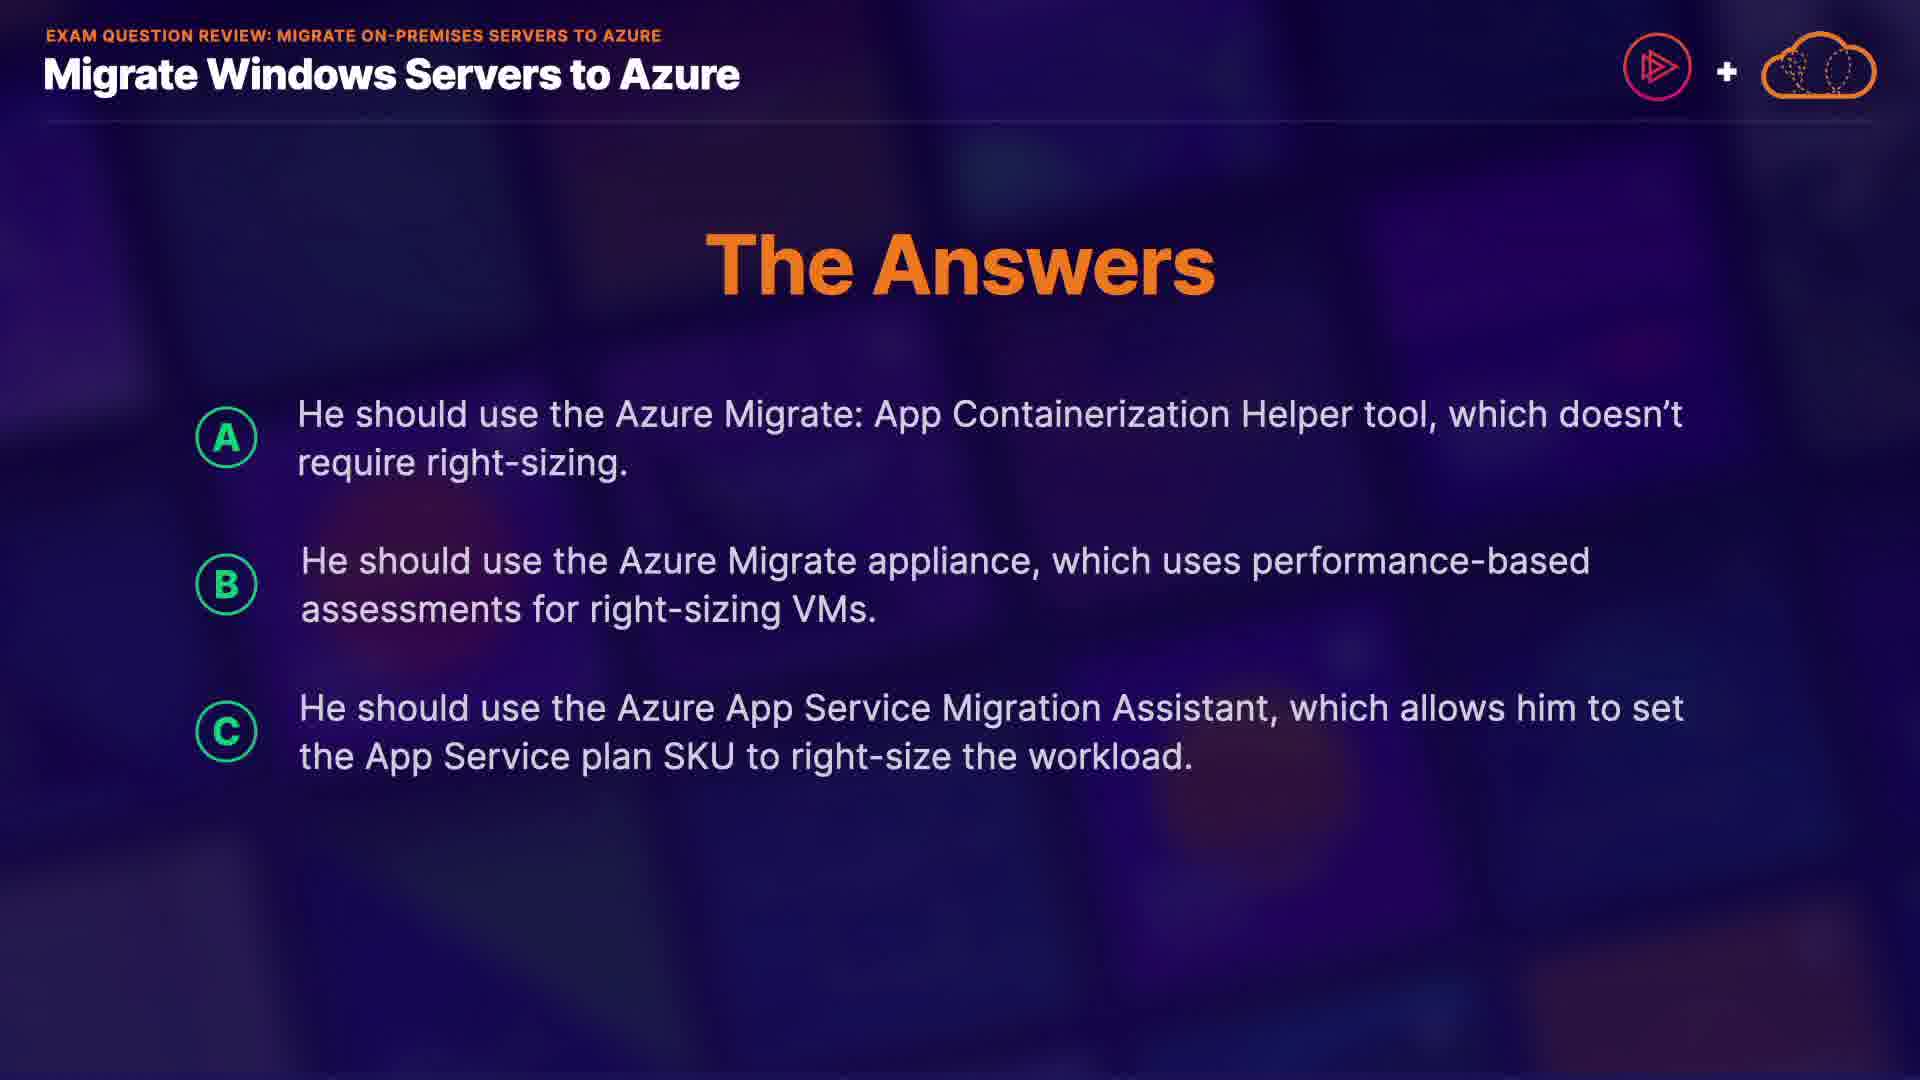 EXAM QUESTION REVIEW: MIGRATE ON-PREMISES SERVERS TO AZURE
Migrate Windows Servers to Azure
+
The Answers
A
He should use the Azure Migrate: App Containerization Helper tool, which doesn’t
require right-sizing.
B
He should use the Azure Migrate appliance, which uses performance-based
assessments for right-sizing VMs.
C
He should use the Azure App Service Migration Assistant, which allows him to set
the App Service plan SKU to right-size the workload.